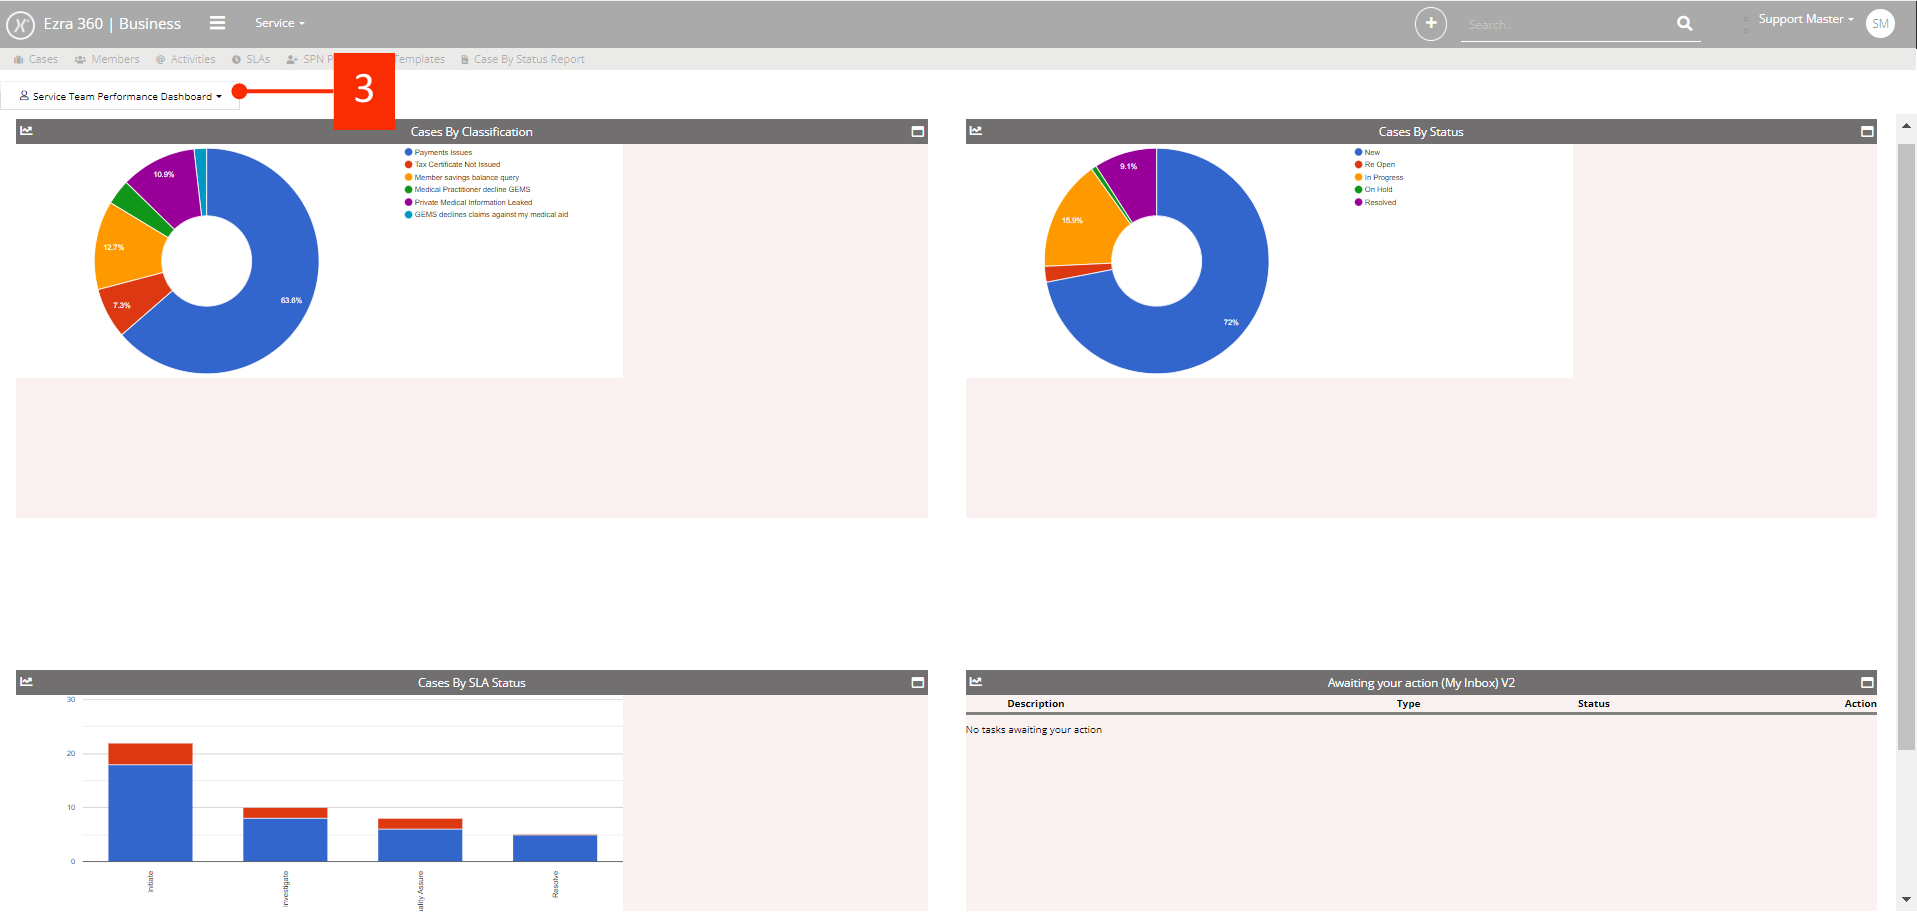 Ezra 360 | Business
Service
Search..
Support Master
SM
Cases
Members
Activities
SLAs
SPN P
Templates
Case By Status Report
Service Team Performance Dashboard
3
Cases By Classification
Payments Issues
Tax Certificate Not Issued
Member savings balance query
Medical Practitioner decline GEMS
Private Medical Information Leaked
GEMS declines claims against my medical aid
10.9%
12.7%
7.3%
63.6%
Cases By Status
New
Re Open
In Progress
On Hold
Resolved
9.1%
15.9%
72%
Cases By SLA Status
30
20
10
0
Initiate
Investigate
ality Assure
Resolve
Awaiting your action (My Inbox) V2
Description Type Status Action
No tasks awaiting your action